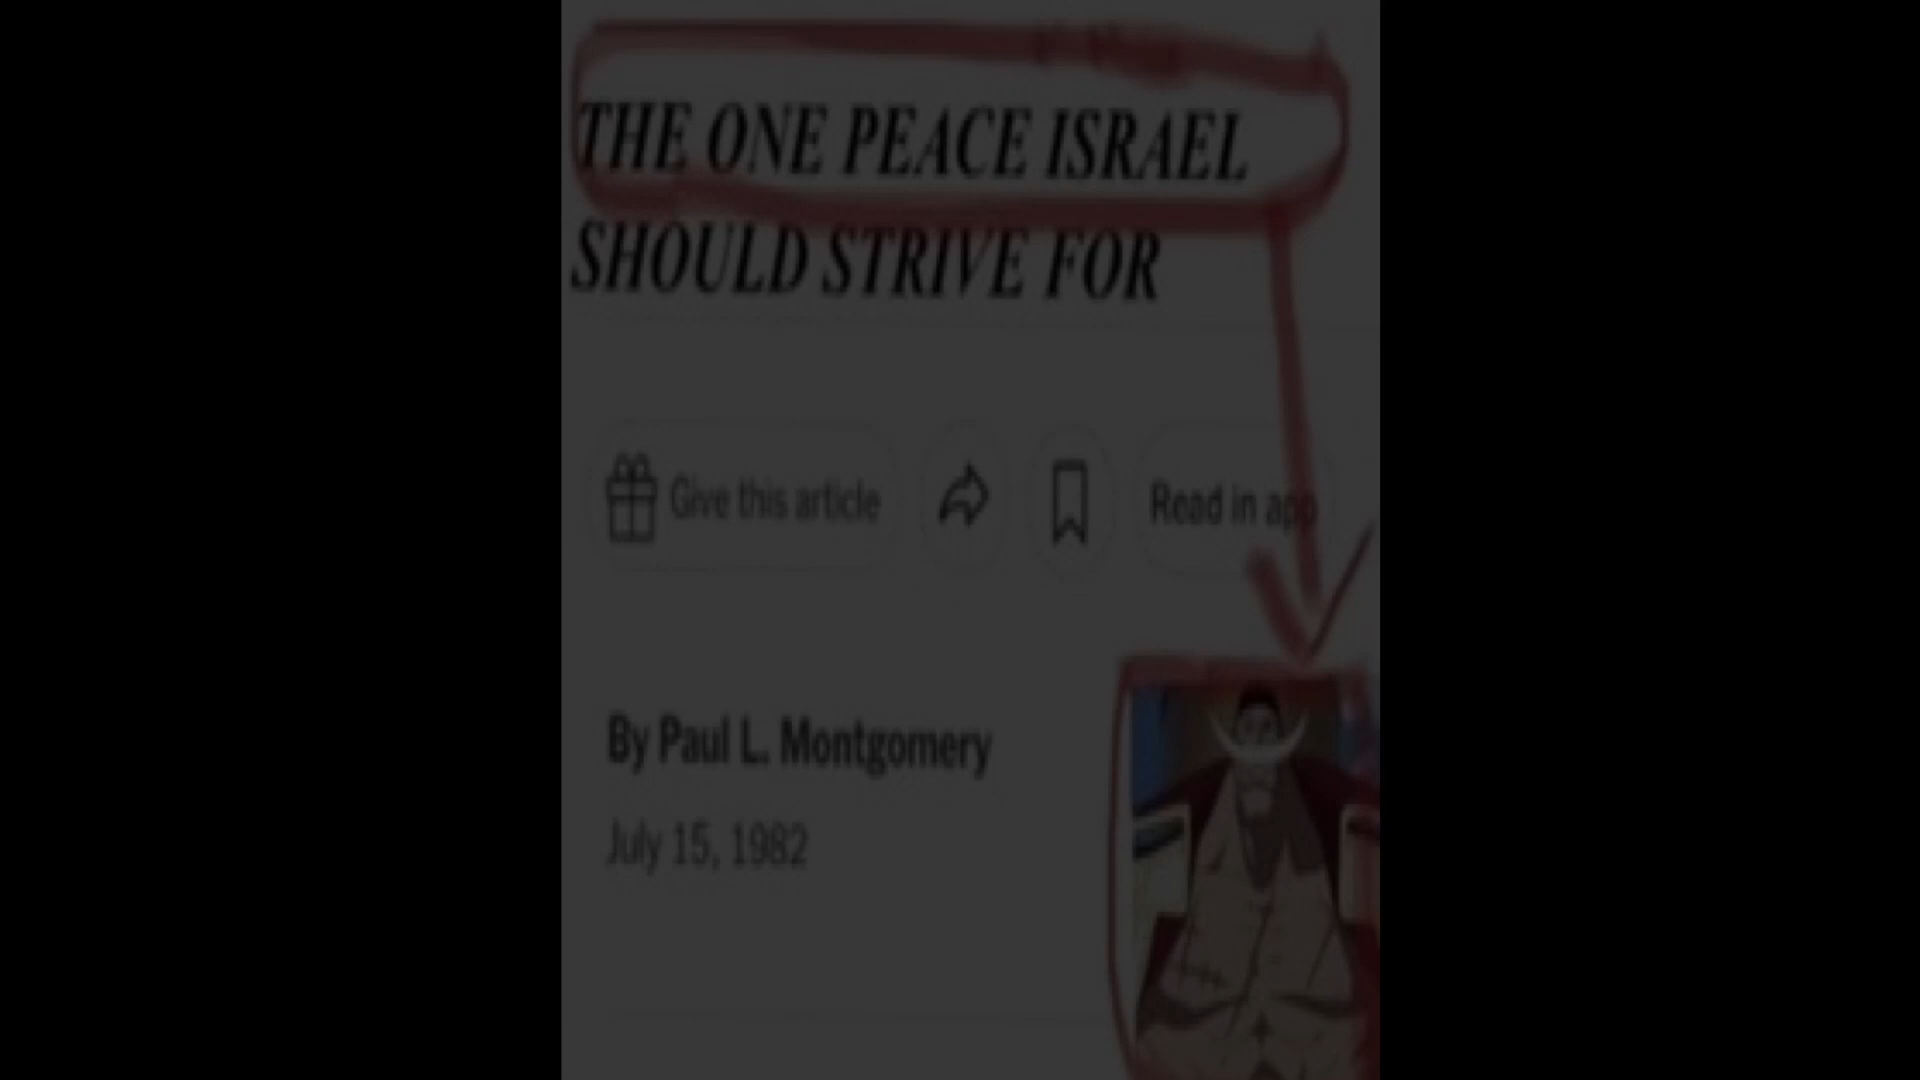 THE ONE PEACE ISRAEL
SHOULD STRIVE FOR
Give this article
Read in app
By Paul L. Montgomery
July 15, 1982